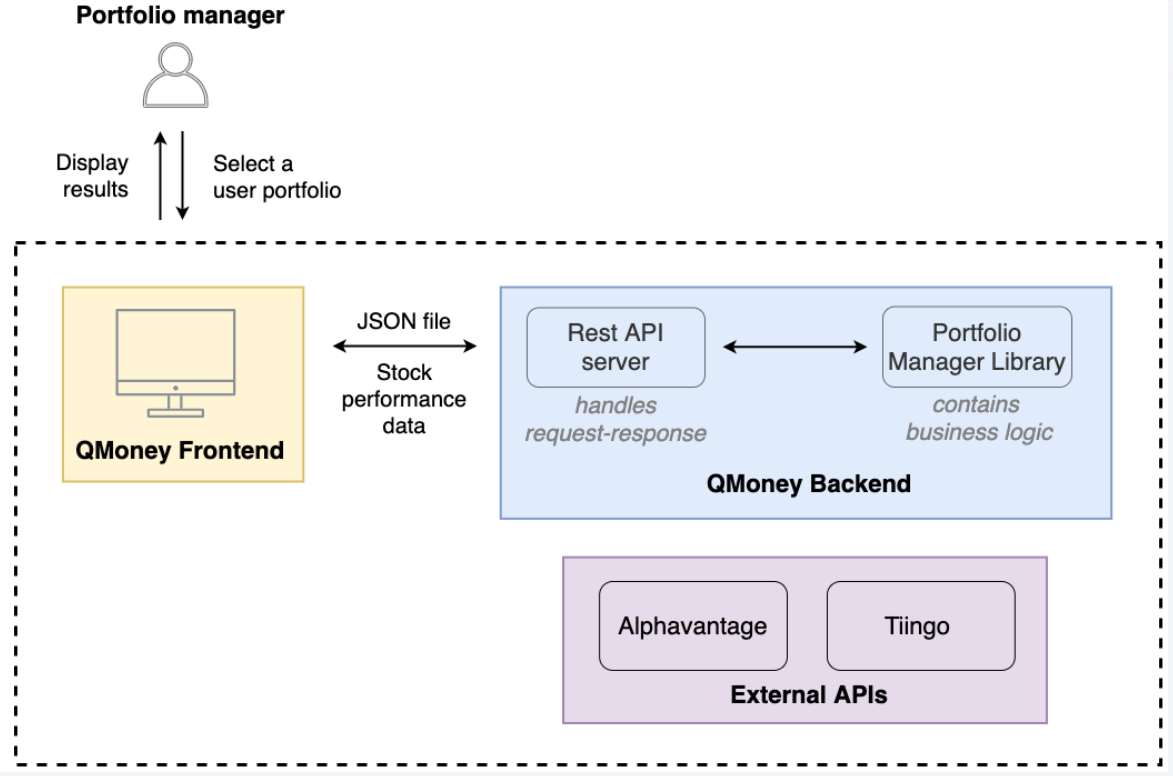 Portfolio manager
Display
results
Select a
user portfolio
JSON file
Stock
performance
data
QMoney Frontend
Rest API
server
handles
request-response
Portfolio
Manager Library
contains
business logic
QMoney Backend
Alphavantage
Tiingo
External APIs